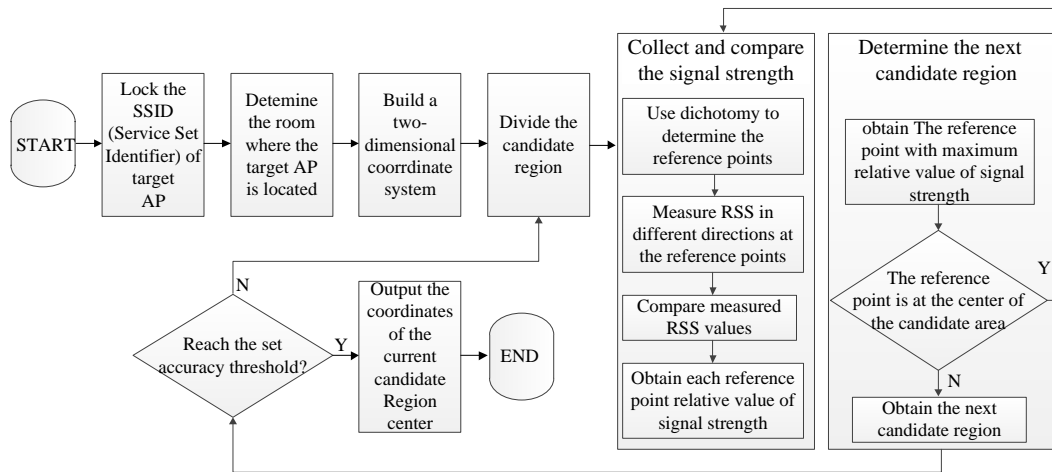 START
Lock the
SSID
(Service Set
Identifier) of
target
AP
Detemine
the room
where the
target AP
is located
Build a
two-
dimensional
coorrdinate
system
Divide the
candidate
region
Collect and compare
the signal strength
Use dichotomy to
determine the
reference points
Measure RSS in
different directions at
the reference points
Compare measured
RSS values
Obtain each reference
point relative value of
signal strength
Determine the next
candidate region
obtain The reference
point with maximum
relative value of signal
strength
The reference
point is at the center of
the candidate area
Y
N
Obtain the next
candidate region
Reach the set
accuracy threshold?
N
Y
Output the
coordinates
of the
current
candidate
Region
center
END